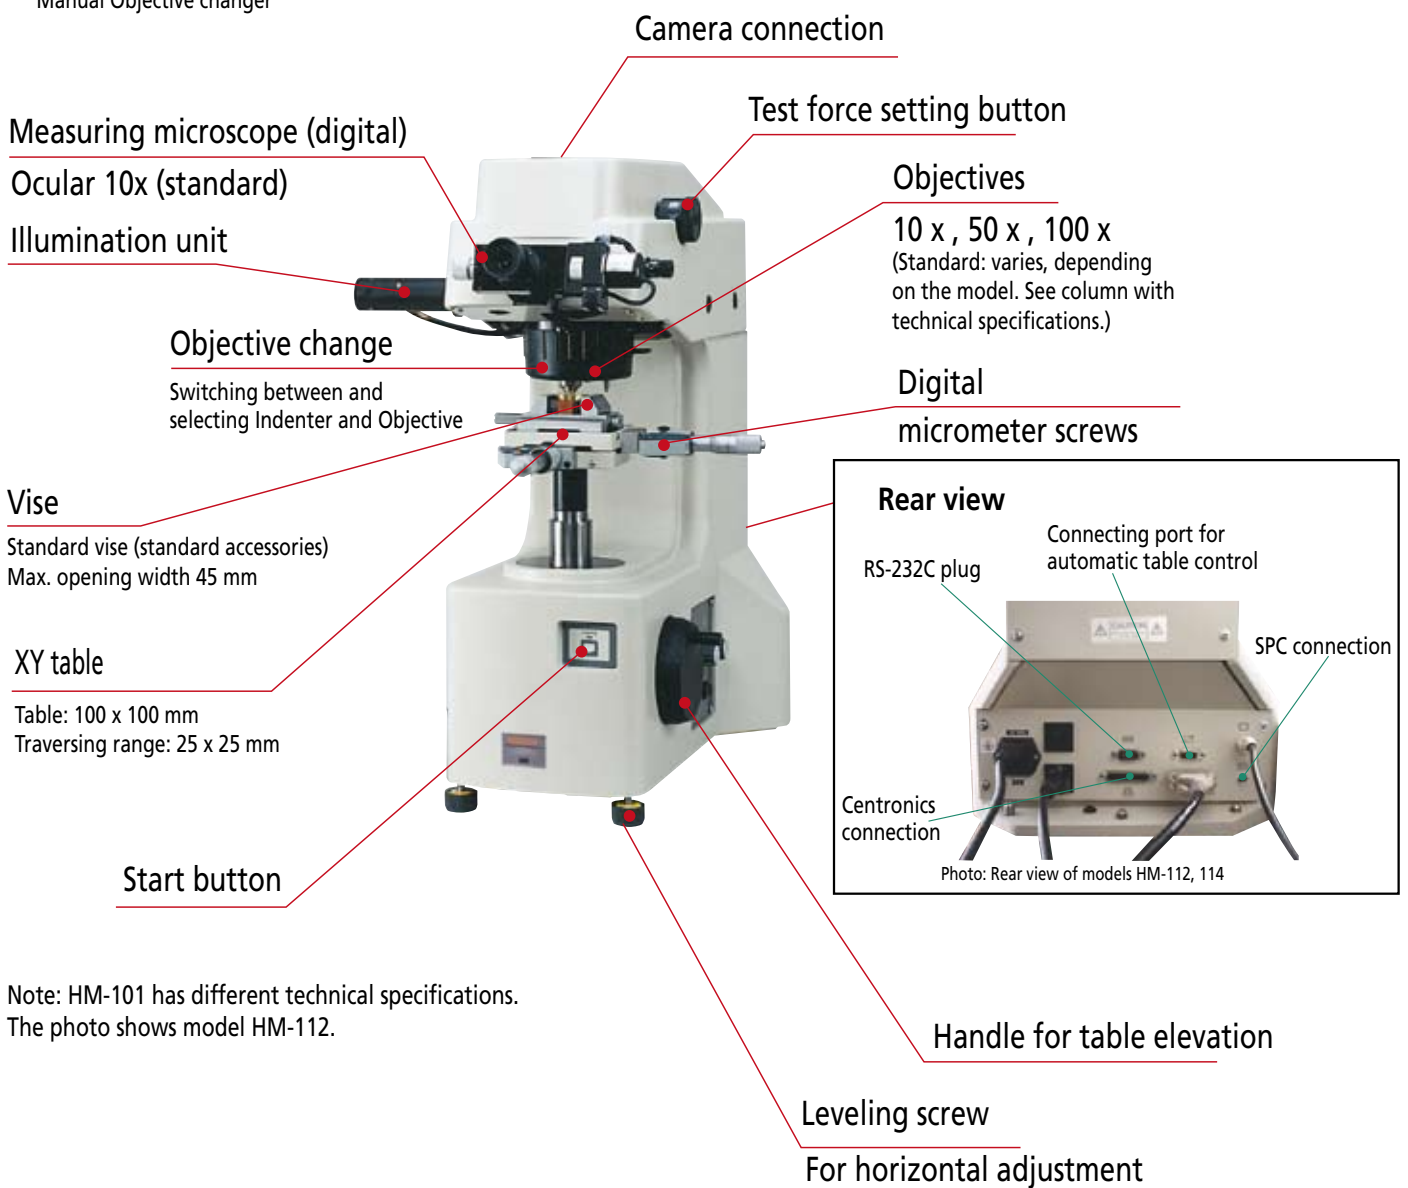 Manual Objective changer
Camera connection
Test force setting button
Measuring microscope (digital)
Ocular 10x (standard)
Illumination unit
Objectives
10 x , 50 x , 100 x
(Standard: varies, depending
on the model. See column with
technical specifications.)
Objective change
Switching between and
selecting Indenter and Objective
Digital
micrometer screws
Vise
Standard vise (standard accessories)
Max. opening width 45 mm
XY table
Table: 100 x 100 mm
Traversing range: 25 x 25 mm
Start button
Rear view
Connecting port for
automatic table control
RS-232C plug
SPC connection
CAUTION
Centronics
connection
Photo: Rear view of models HM-112, 114
Note: HM-101 has different technical specifications.
The photo shows model HM-112.
Handle for table elevation
Leveling screw
For horizontal adjustment